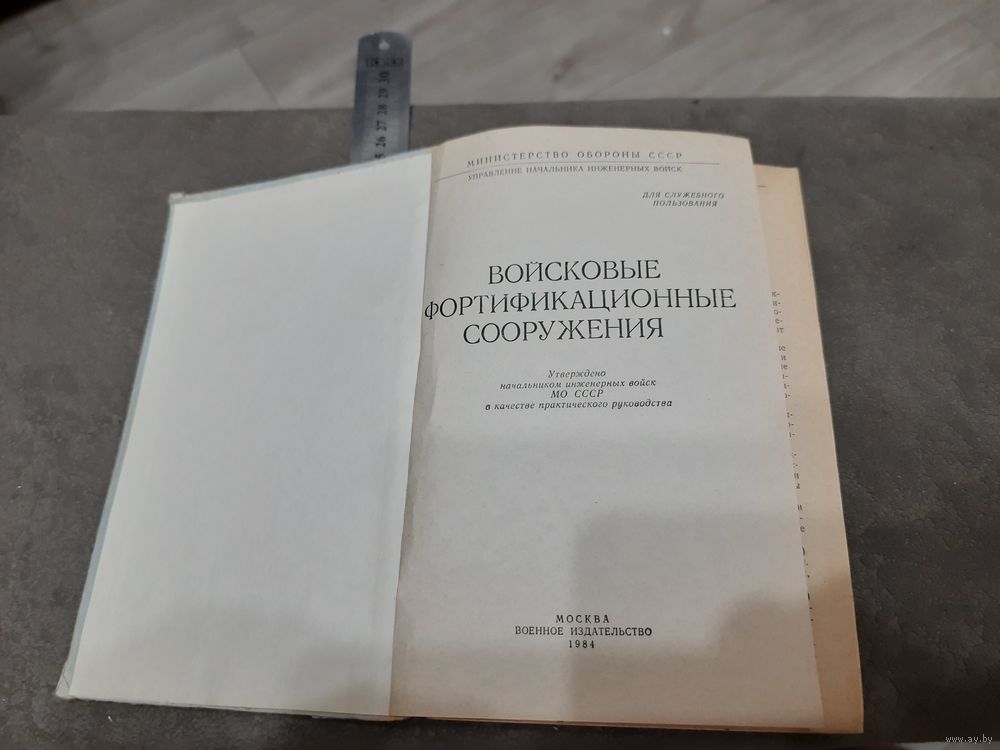 30
29
28
27
26
МИНИСТЕРСТВО ОБОРОНЫ СССР
УПРАВЛЕНИЕ НАЧАЛЬНИКА ИНЖЕНЕРНЫХ ВОЙСК
ДЛЯ СЛУЖЕБНОГО
ПОЛЬЗОВАНИЯ
ВОЙСКОВЫЕ
ФОРТИФИКАЦИОННЫЕ
СООРУЖЕНИЯ
Утверждено
начальником инженерных войск
МО СССР
в качестве практического руководства
МОСКВА
ВОЕННОЕ ИЗДАТЕЛЬСТВО
1984
www.ay.by